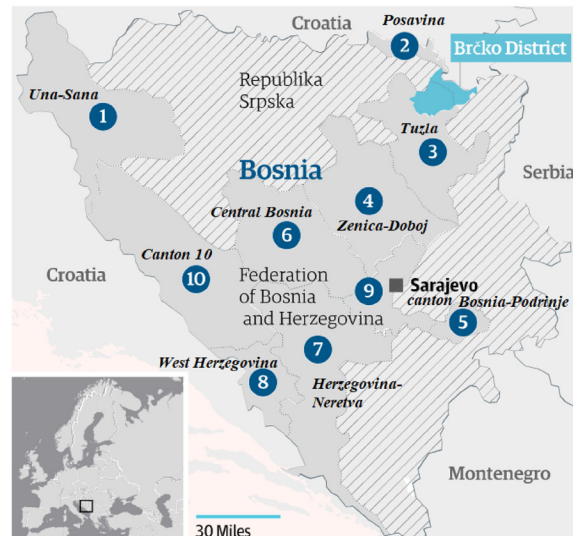 Croatia
Posavina
2
Brčko District
Una-Sana
1
Republika
Srpska
Tuzla
3
Serbia
Bosnia
4
Zenica-Doboj
Central Bosnia
6
Canton 10
10
Croatia
Federation
of Bosnia
and Herzegovina
9
Sarajevo
canton
Bosnia-Podrinje
5
7
West Herzegovina
8
Herzegovina-
Neretva
Montenegro
30 Miles